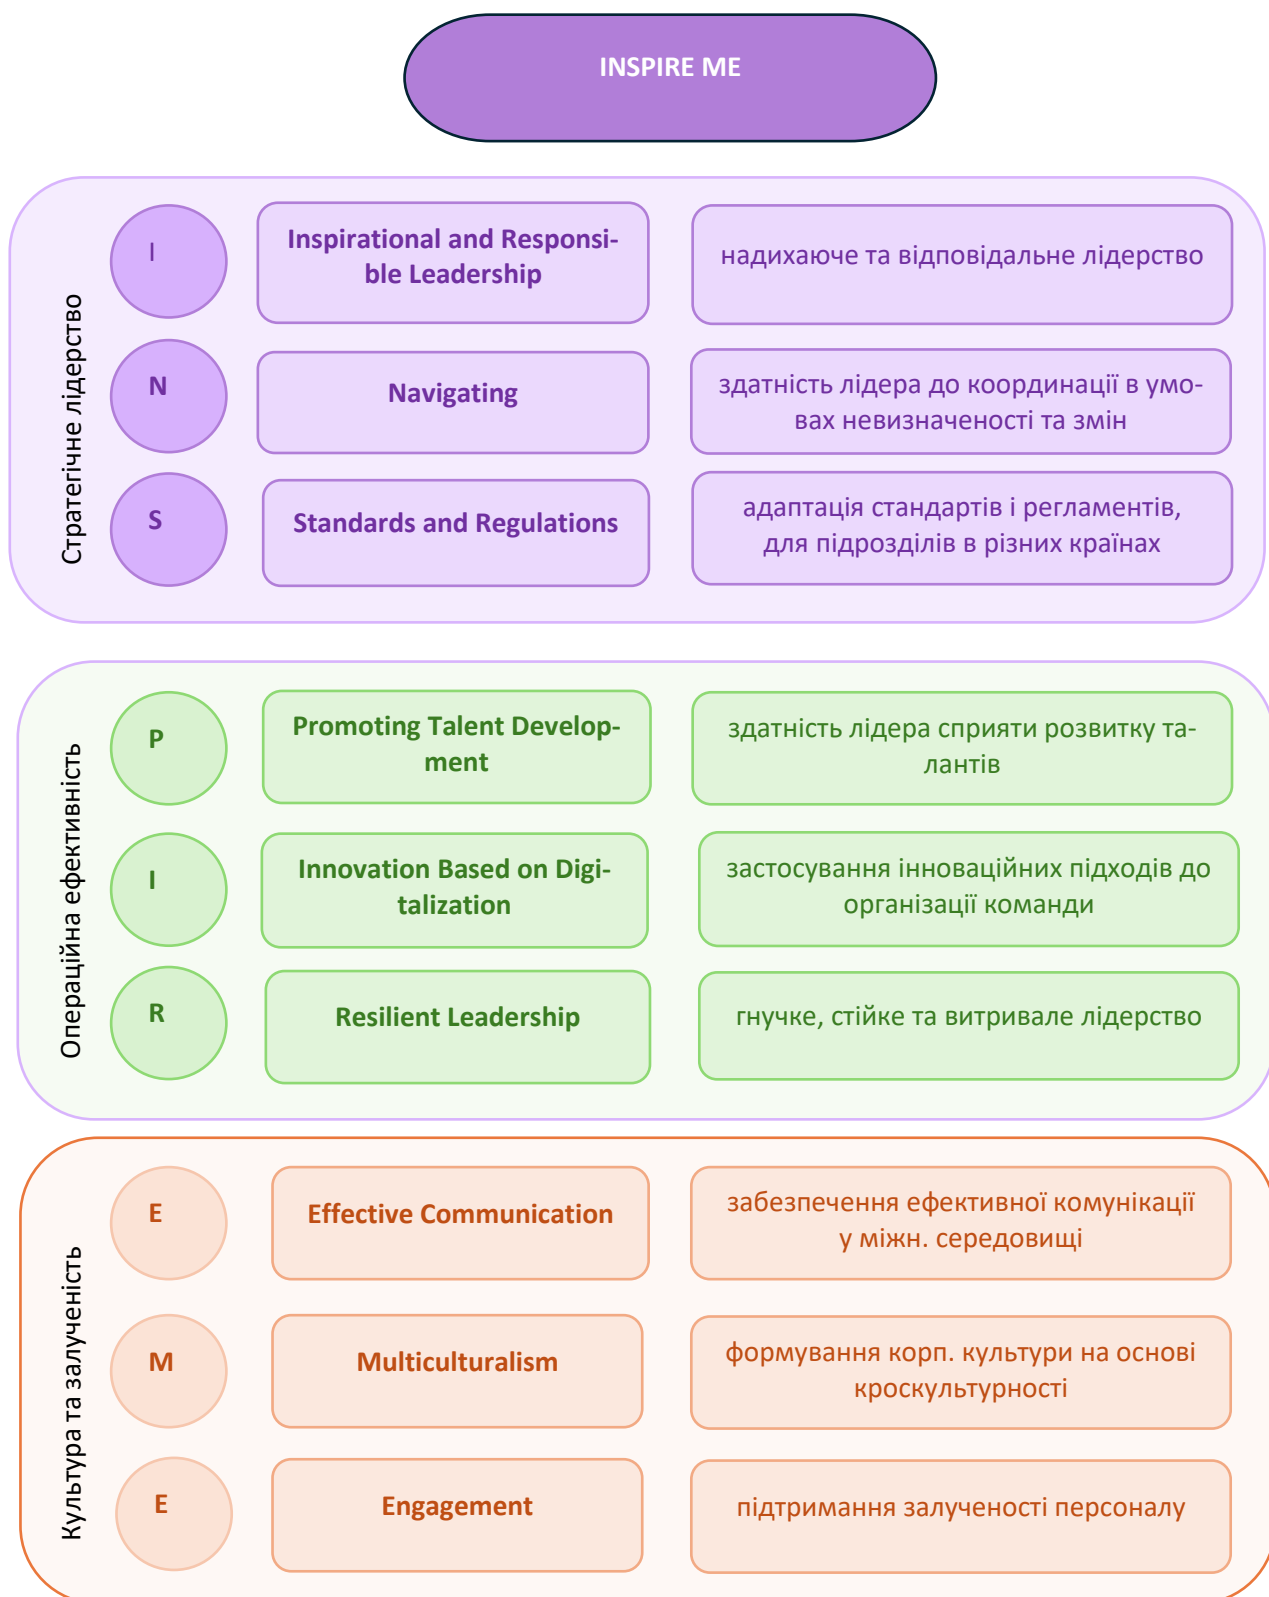 INSPIRE ME
Стратегічне лідерство
I
Inspirational and Responsi-
ble Leadership
надихаюче та відповідальне лідерство
N
Navigating
здатність лідера до координації в умо-
вах невизначеності та змін
S
Standards and Regulations
адаптація стандартів і регламентів,
для підрозділів в різних країнах
Операційна ефективність
P
Promoting Talent Develop-
ment
здатність лідера сприяти розвитку та-
лантів
I
Innovation Based on Digi-
talization
застосування інноваційних підходів до
організації команди
R
Resilient Leadership
гнучке, стійке та витривале лідерство
Культура та залученість
E
Effective Communication
забезпечення ефективної комунікації
у міжн. середовищі
M
Multiculturalism
формування корп. культури на основі
кроскультурності
E
Engagement
підтримання залученості персоналу